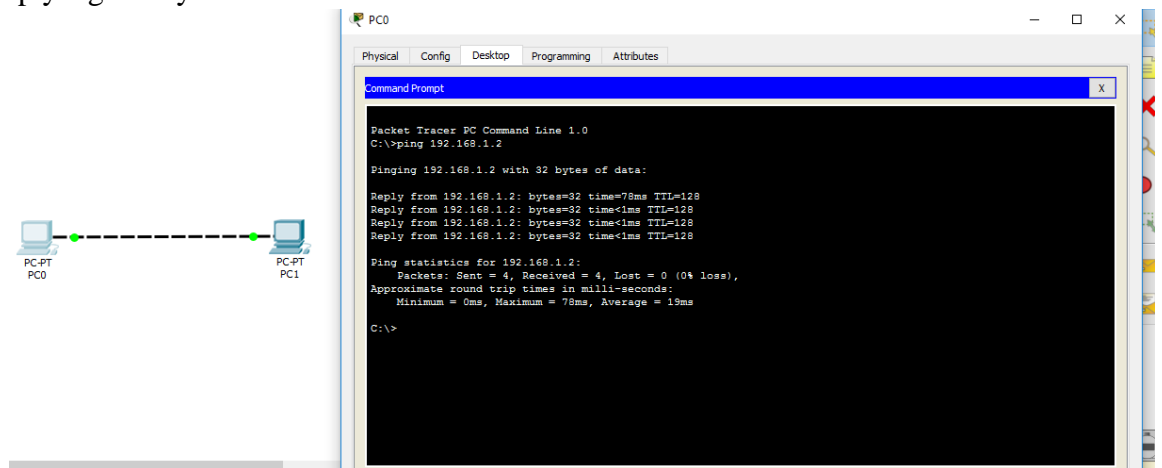 PC0
Physical Config Desktop Programming Attributes
Command Prompt
X
Packet Tracer PC Command Line 1.0
C:\>ping 192.168.1.2
Pinging 192.168.1.2 with 32 bytes of data:
Reply from 192.168.1.2: bytes=32 time=78ms TTL=128
Reply from 192.168.1.2: bytes=32 time<1ms TTL=128
Reply from 192.168.1.2: bytes=32 time<1ms TTL=128
Reply from 192.168.1.2: bytes=32 time<1ms TTL=128
Ping statistics for 192.168.1.2:
Packets: Sent = 4, Received = 4, Lost = 0 (0% loss),
Approximate round trip times in milli-seconds:
Minimum = 0ms, Maximum = 78ms, Average = 19ms
C:\>
PC-PT
PC0
PC-PT
PC1